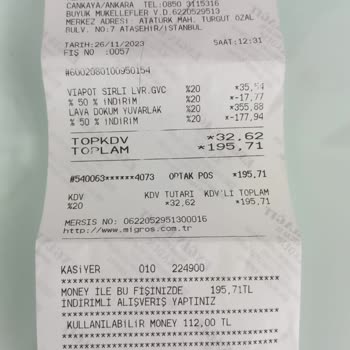 ÇANKAYA/ANKARA TEL:0850 3115316
BÜYÜK MÜKELLEFLER V.D.6220529513
MERKEZ ADRESİ: ATATÜRK MAH. TURGUT ÖZAL
BULV. NO:7 ATAŞEHİR/İSTANBUL
TARİH:26/11/2023 SAAT:12:31
FİŞ NO :0057
#6002080100950154
VIAPOT SIRLI LVR.GVC %20 *35,54
% 50 % İNDİRİM *-17,77
LAVA DÖKÜM YUVARLAK %20 *355,88
% 50 % İNDİRİM *-177,94
TOPKDV *32,62
TOPLAM *195,71
#540063******4073 OPTAK POS *195,71
KDV KDV TUTARI KDV'Lİ TOPLAM
%20 *32,62 *195,71
MERSİS NO: 0622052951300016
http://www.migros.com.tr
KASİYER 010 224900
MONEY İLE BU FİŞİNİZDE 195,71TL
İNDİRİMLİ ALIŞVERİŞ YAPTINIZ
KULLANILABİLİR MONEY 112,00 TL